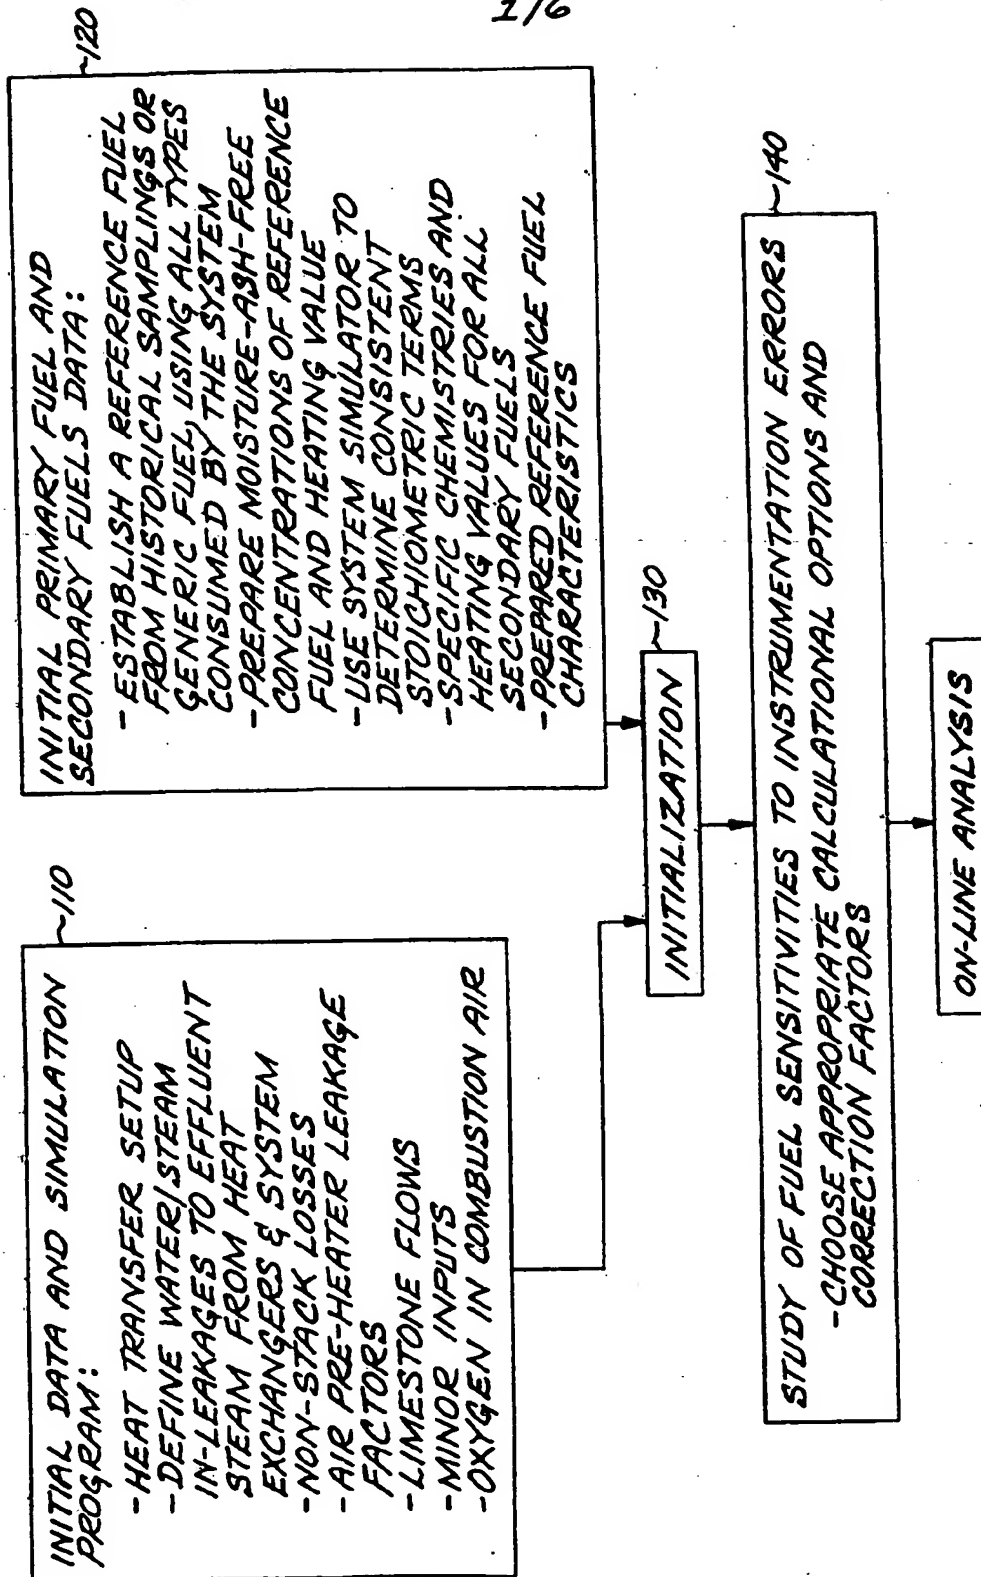 1/6
INITIAL DATA AND SIMULATION
PROGRAM:
-HEAT TRANSFER SETUP
-DEFINE WATER/STEAM
IN-LEAKAGES TO EFFLUENT
STEAM FROM HEAT
EXCHANGERS & SYSTEM
-NON-STACK LOSSES
-AIR PRE-HEATER LEAKAGE
FACTORS
-LIMESTONE FLOWS
-MINOR INPUTS
-OXYGEN IN COMBUSTION AIR
~110
INITIAL PRIMARY FUEL AND
SECONDARY FUELS DATA:
-ESTABLISH A REFERENCE FUEL
FROM HISTORICAL SAMPLINGS OR
GENERIC FUEL, USING ALL TYPES
CONSUMED BY THE SYSTEM
-PREPARE MOISTURE-ASH-FREE
CONCENTRATIONS OF REFERENCE
FUEL AND HEATING VALUE
-USE SYSTEM SIMULATOR TO
DETERMINE CONSISTENT
STOICHIOMETRIC TERMS
-SPECIFIC CHEMISTRIES AND
HEATING VALUES FOR ALL
SECONDARY FUELS
-PREPARED REFERENCE FUEL
CHARACTERISTICS
~120
INITIALIZATION
~130
STUDY OF FUEL SENSITIVITIES TO INSTRUMENTATION ERRORS
-CHOOSE APPROPRIATE CALCULATIONAL OPTIONS AND
CORRECTION FACTORS
~140
ON-LINE ANALYSIS